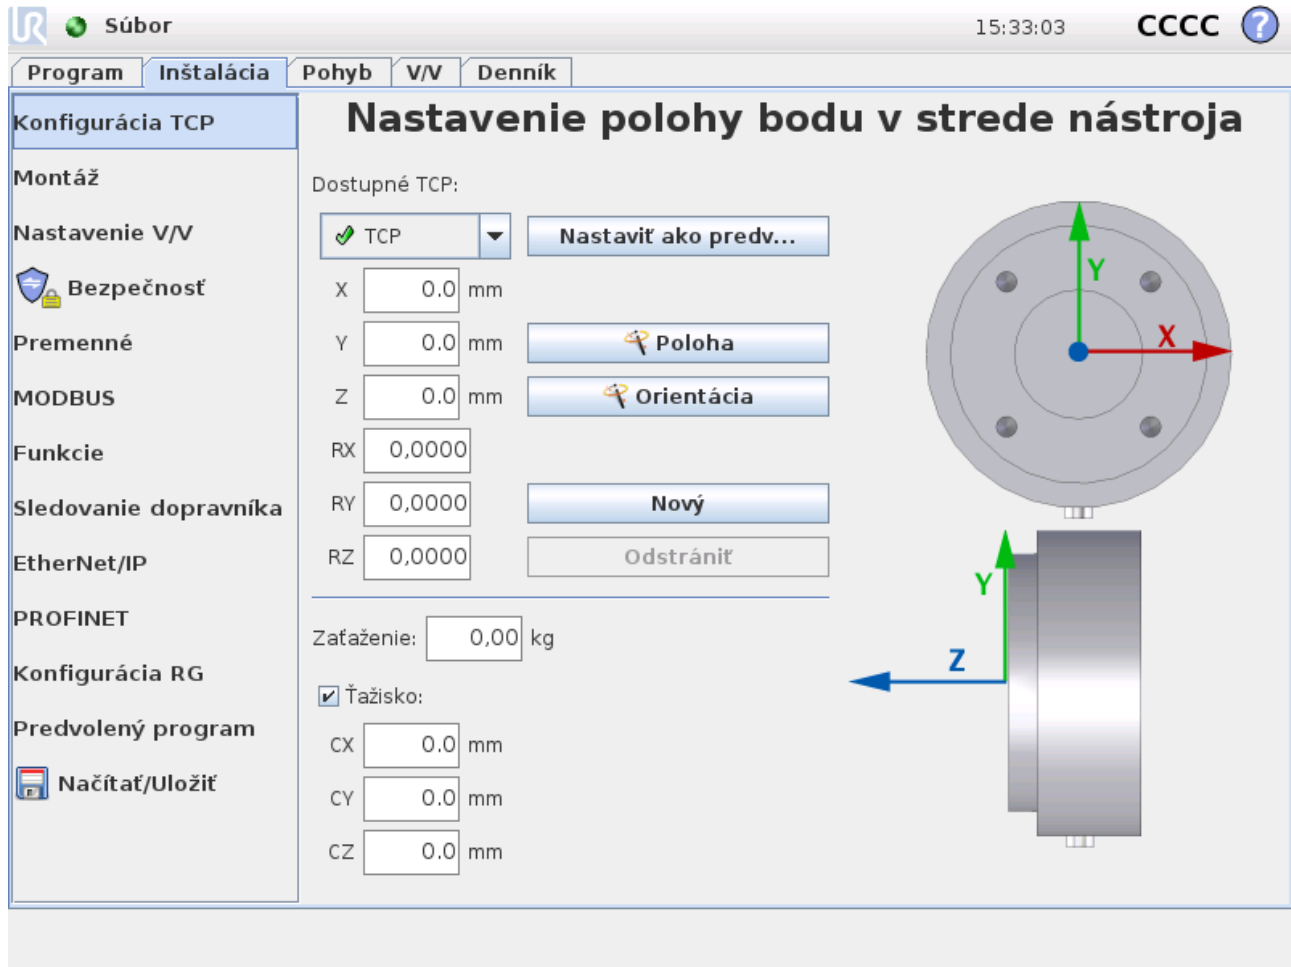 UR Súbor 15:33:03 CCCC ?
Program Inštalácia Pohyb V/V Denník
Konfigurácia TCP
Montáž
Nastavenie V/V
Bezpečnosť
Premenné
MODBUS
Funkcie
Sledovanie dopravníka
EtherNet/IP
PROFINET
Konfigurácia RG
Predvolený program
Načítať/Uložiť
Nastavenie polohy bodu v strede nástroja
Dostupné TCP:
TCP Nastaviť ako predv...
X 0.0 mm
Y 0.0 mm Poloha
Z 0.0 mm Orientácia
RX 0,0000
RY 0,0000 Nový
RZ 0,0000 Odstrániť
Zaťaženie: 0,00 kg
Ťažisko:
CX 0.0 mm
CY 0.0 mm
CZ 0.0 mm
Y
X
Y
Z